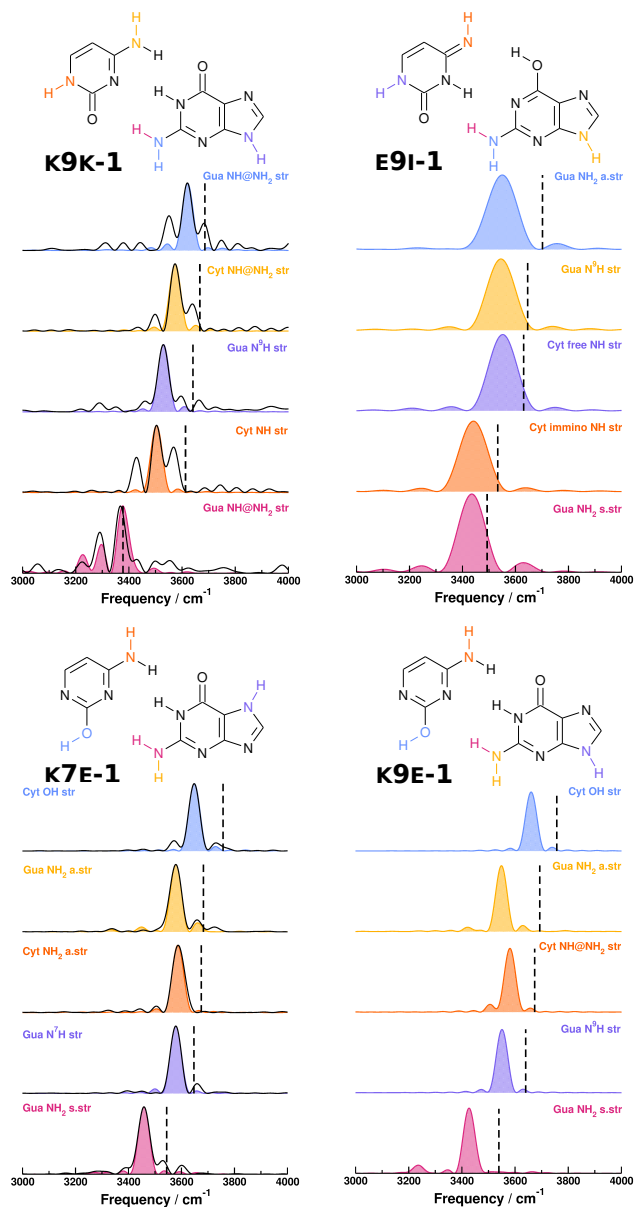 H
N
H
N
H
N
O
O
N
H
N
N
H
N
H
N
N
H
K9K-1
Gua NH@NH2 str
Cyt NH@NH2 str
Gua N9H str
Cyt NH str
Gua NH@NH2 str
3000 3200 3400 3600 3800 4000
Frequency / cm-1
H
N
N
H
N
H
O
H
O
N
N
H
N
H
N
N
H
E9I-1
Gua NH2 a.str
Gua N9H str
Cyt free NH str
Cyt immino NH str
Gua NH2 s.str
3000 3200 3400 3600 3800 4000
Frequency / cm-1
H
N
H
N
N
O
H
O
H
N
H
N
H
N
H
N
N
K7E-1
Cyt OH str
Gua NH2 a.str
Cyt NH2 a.str
Gua N7H str
Gua NH2 s.str
3000 3200 3400 3600 3800 4000
Frequency / cm-1
H
N
H
N
N
O
H
O
H
N
N
H
N
H
N
N
H
K9E-1
Cyt OH str
Gua NH2 a.str
Cyt NH@NH2 str
Gua N9H str
Gua NH2 s.str
3000 3200 3400 3600 3800 4000
Frequency / cm-1